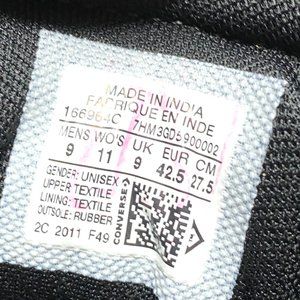 MADE IN INDIA
FABRIQUE EN INDE
166964C 7HM3GD6900002
MENS WO'S UK EUR CM
9 11 9 42.5 27.5
GENDER: UNISEX
UPPER: TEXTILE
LINING: TEXTILE
OUTSOLE: RUBBER
2C 2011 F49
CONVERSE